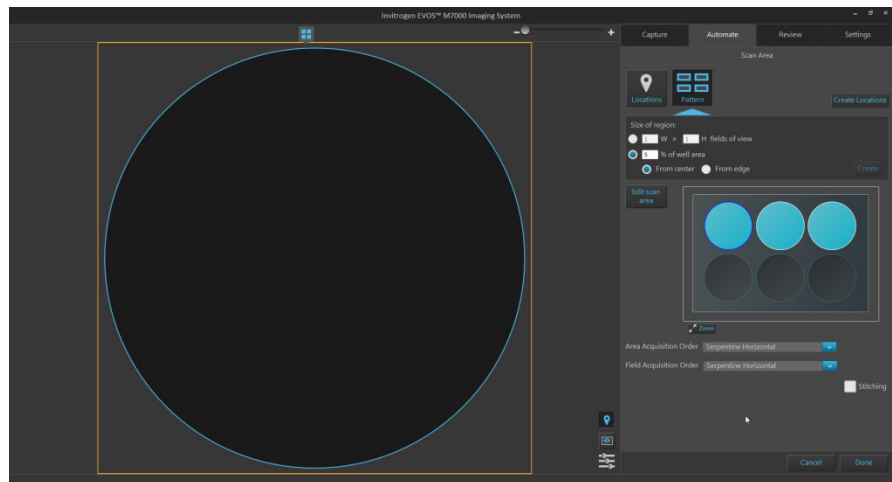 Invitrogen EVOS™ M7000 Imaging System
Capture Automate Review Settings
Scan Area
Locations Pattern Create Locations
Size of region:
1 W × 1 H fields of view
5 % of well area
From center From edge Create
Edit scan
area
Zoom
Area Acquisition Order Serpentine Horizontal
Field Acquisition Order Serpentine Horizontal
Stitching
Cancel Done